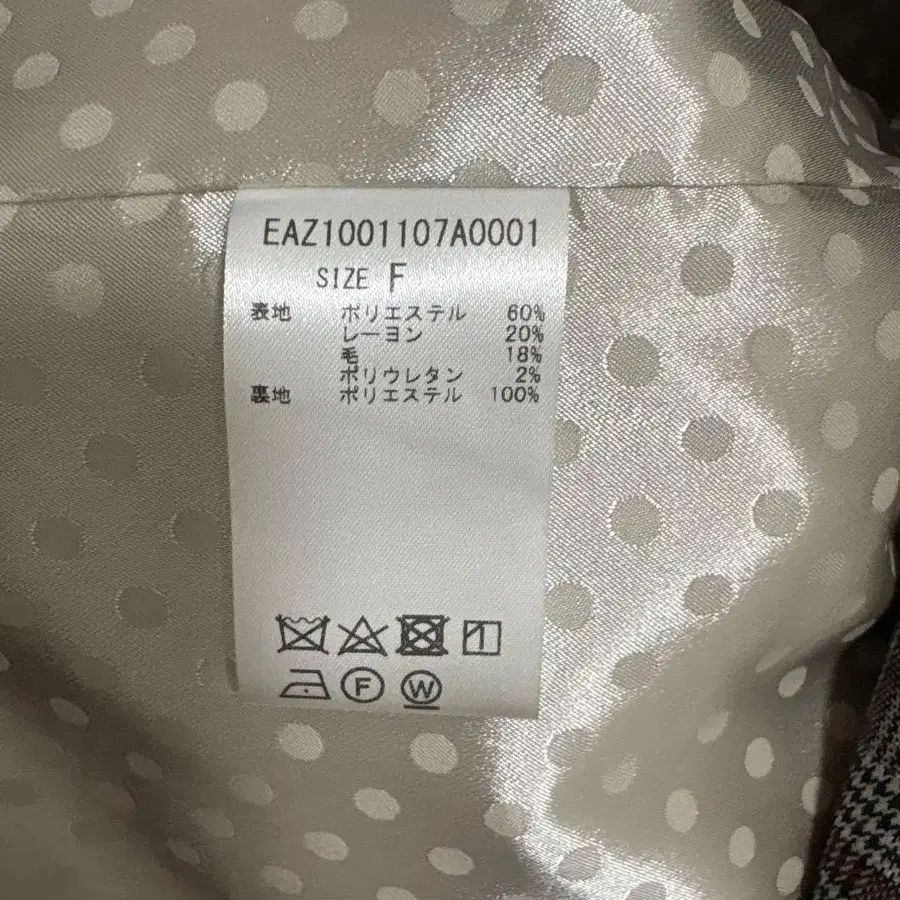 EAZ1001107A0001
SIZE F
表地 ポリエステル 60%
レーヨン 20%
毛 18%
ポリウレタン 2%
裏地 ポリエステル 100%
F W